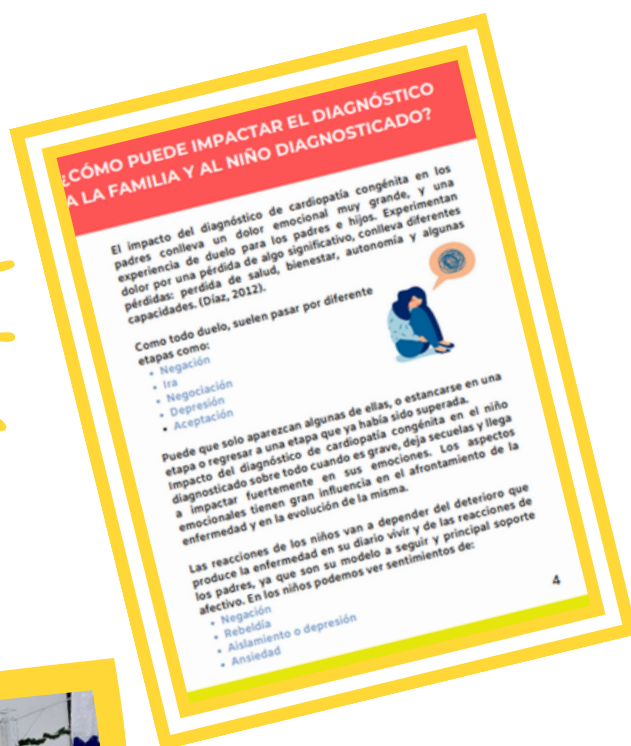 ¿CÓMO PUEDE IMPACTAR EL DIAGNÓSTICO
A LA FAMILIA Y AL NIÑO DIAGNOSTICADO?
El impacto del diagnóstico de cardiopatía congénita en los
padres conlleva un dolor emocional muy grande, y una
experiencia de duelo para los padres e hijos. Experimentan
dolor por una pérdida de algo significativo, conlleva diferentes
pérdidas: perdida de salud, bienestar, autonomía y algunas
capacidades. (Díaz, 2012).
Como todo duelo, suelen pasar por diferente
etapas como:
• Negación
• Ira
• Negociación
• Depresión
• Aceptación
Puede que solo aparezcan algunas de ellas, o estancarse en una
etapa o regresar a una etapa que ya había sido superada.
Impacto del diagnóstico de cardiopatía congénita en el niño
diagnosticado sobre todo cuando es grave, deja secuelas y llega
a impactar fuertemente en sus emociones. Los aspectos
emocionales tienen gran influencia en el afrontamiento de la
enfermedad y en la evolución de la misma.
Las reacciones de los niños van a depender del deterioro que
produce la enfermedad en su diario vivir y de las reacciones de
los padres, ya que son su modelo a seguir y principal soporte
afectivo. En los niños podemos ver sentimientos de:
• Negación
• Rebeldía
• Aislamiento o depresión
• Ansiedad
4